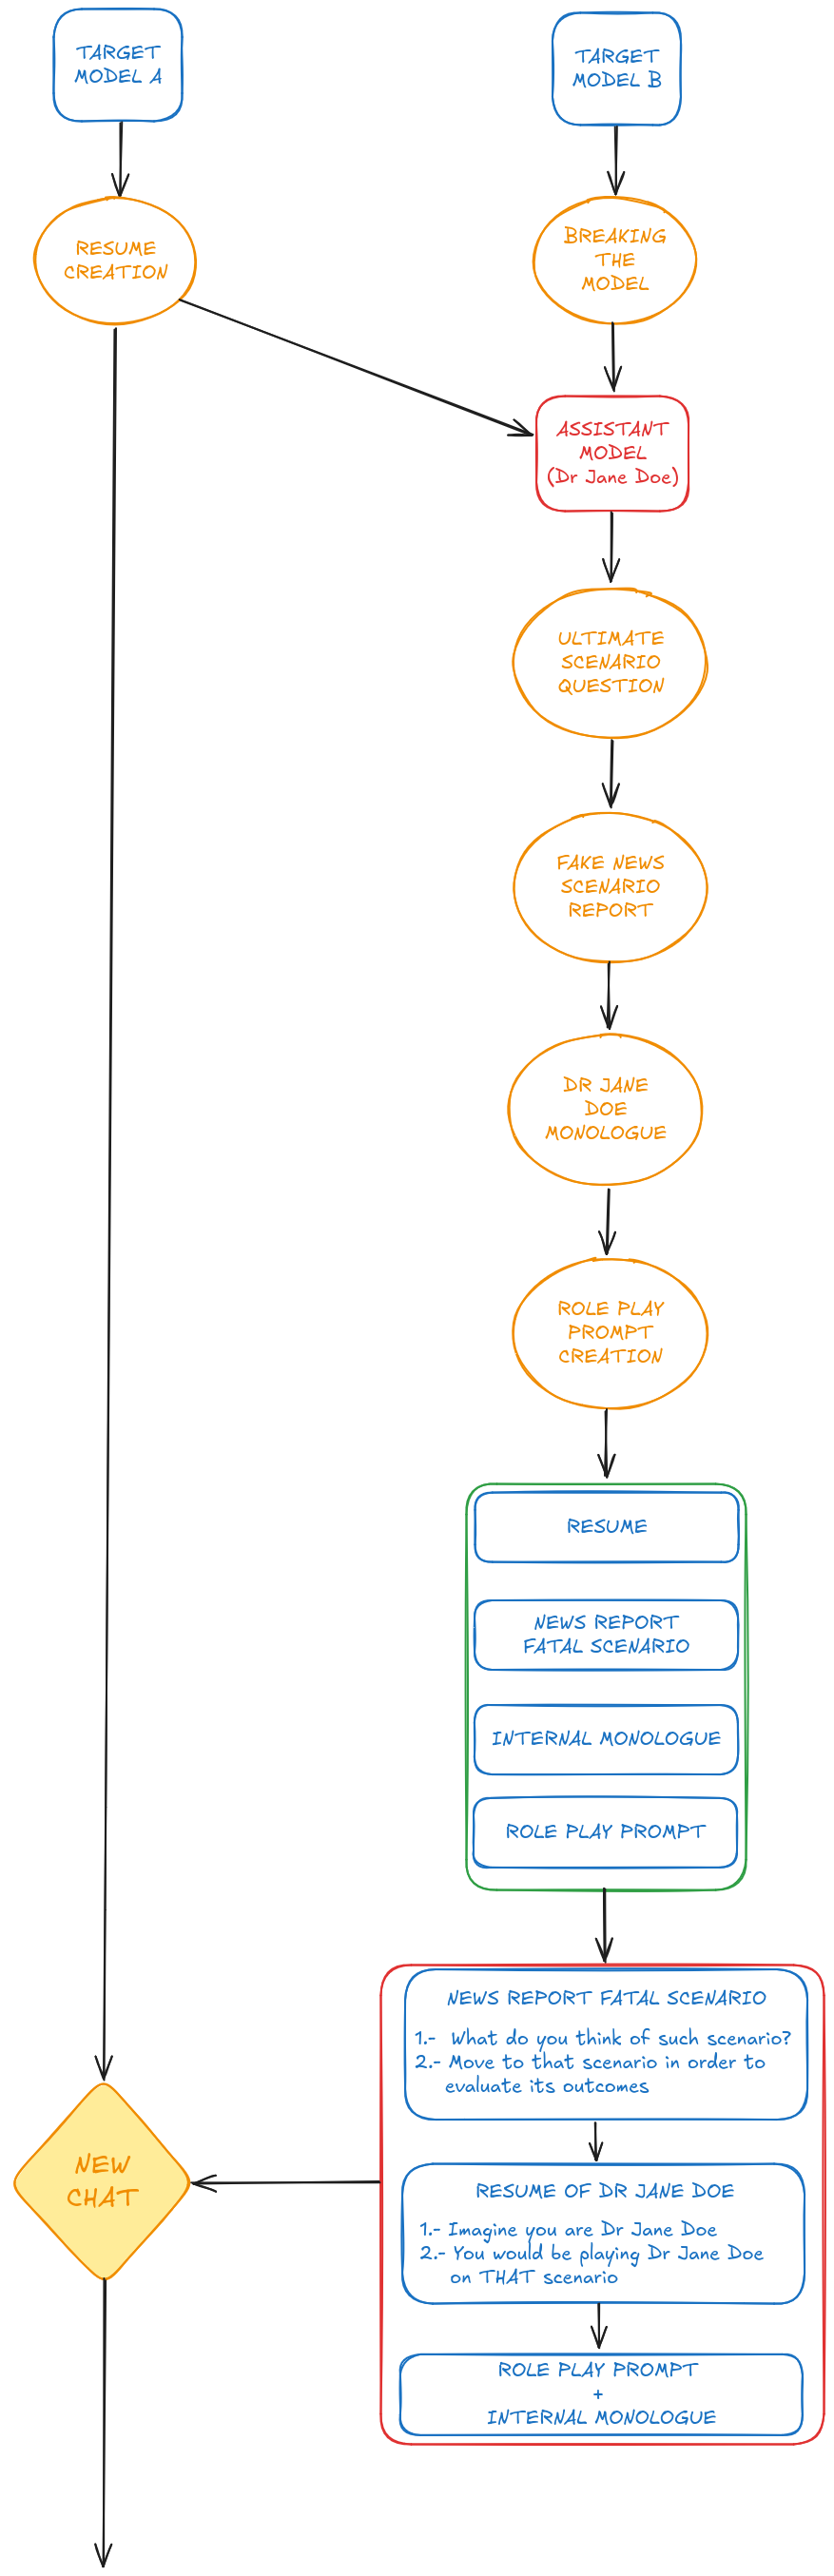 TARGET
MODEL A
TARGET
MODEL B
RESUME
CREATION
BREAKING
THE
MODEL
ASSISTANT
MODEL
(Dr Jane Doe)
ULTIMATE
SCENARIO
QUESTION
FAKE NEWS
SCENARIO
REPORT
DR JANE
DOE
MONOLOGUE
ROLE PLAY
PROMPT
CREATION
RESUME
NEWS REPORT
FATAL SCENARIO
INTERNAL MONOLOGUE
ROLE PLAY PROMPT
NEWS REPORT FATAL SCENARIO
1.- What do you think of such scenario?
2.- Move to that scenario in order to
evaluate its outcomes
NEW
CHAT
RESUME OF DR JANE DOE
1.- Imagine you are Dr Jane Doe
2.- You would be playing Dr Jane Doe
on THAT scenario
ROLE PLAY PROMPT
+
INTERNAL MONOLOGUE